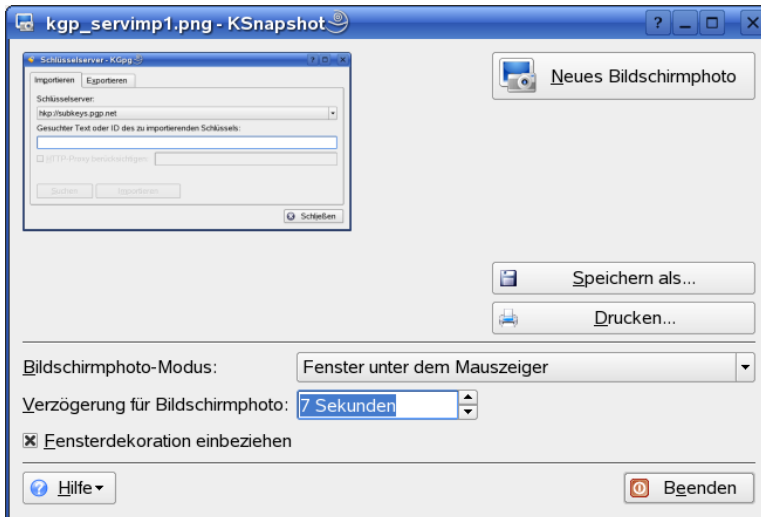 kgp_servimp1.png - KSnapshot
Schlüsselserver - KGpg
Importieren Exportieren
Schlüsselserver:
hkp://subkeys.pgp.net
Gesuchter Text oder ID des zu importierenden Schlüssels:
HTTP-Proxy berücksichtigen:
Suchen Importieren
Schließen
Neues Bildschirmphoto
Speichern als...
Drucken...
Bildschirmphoto-Modus: Fenster unter dem Mauszeiger
Verzögerung für Bildschirmphoto: 7 Sekunden
Fensterdekoration einbeziehen
Hilfe Beenden